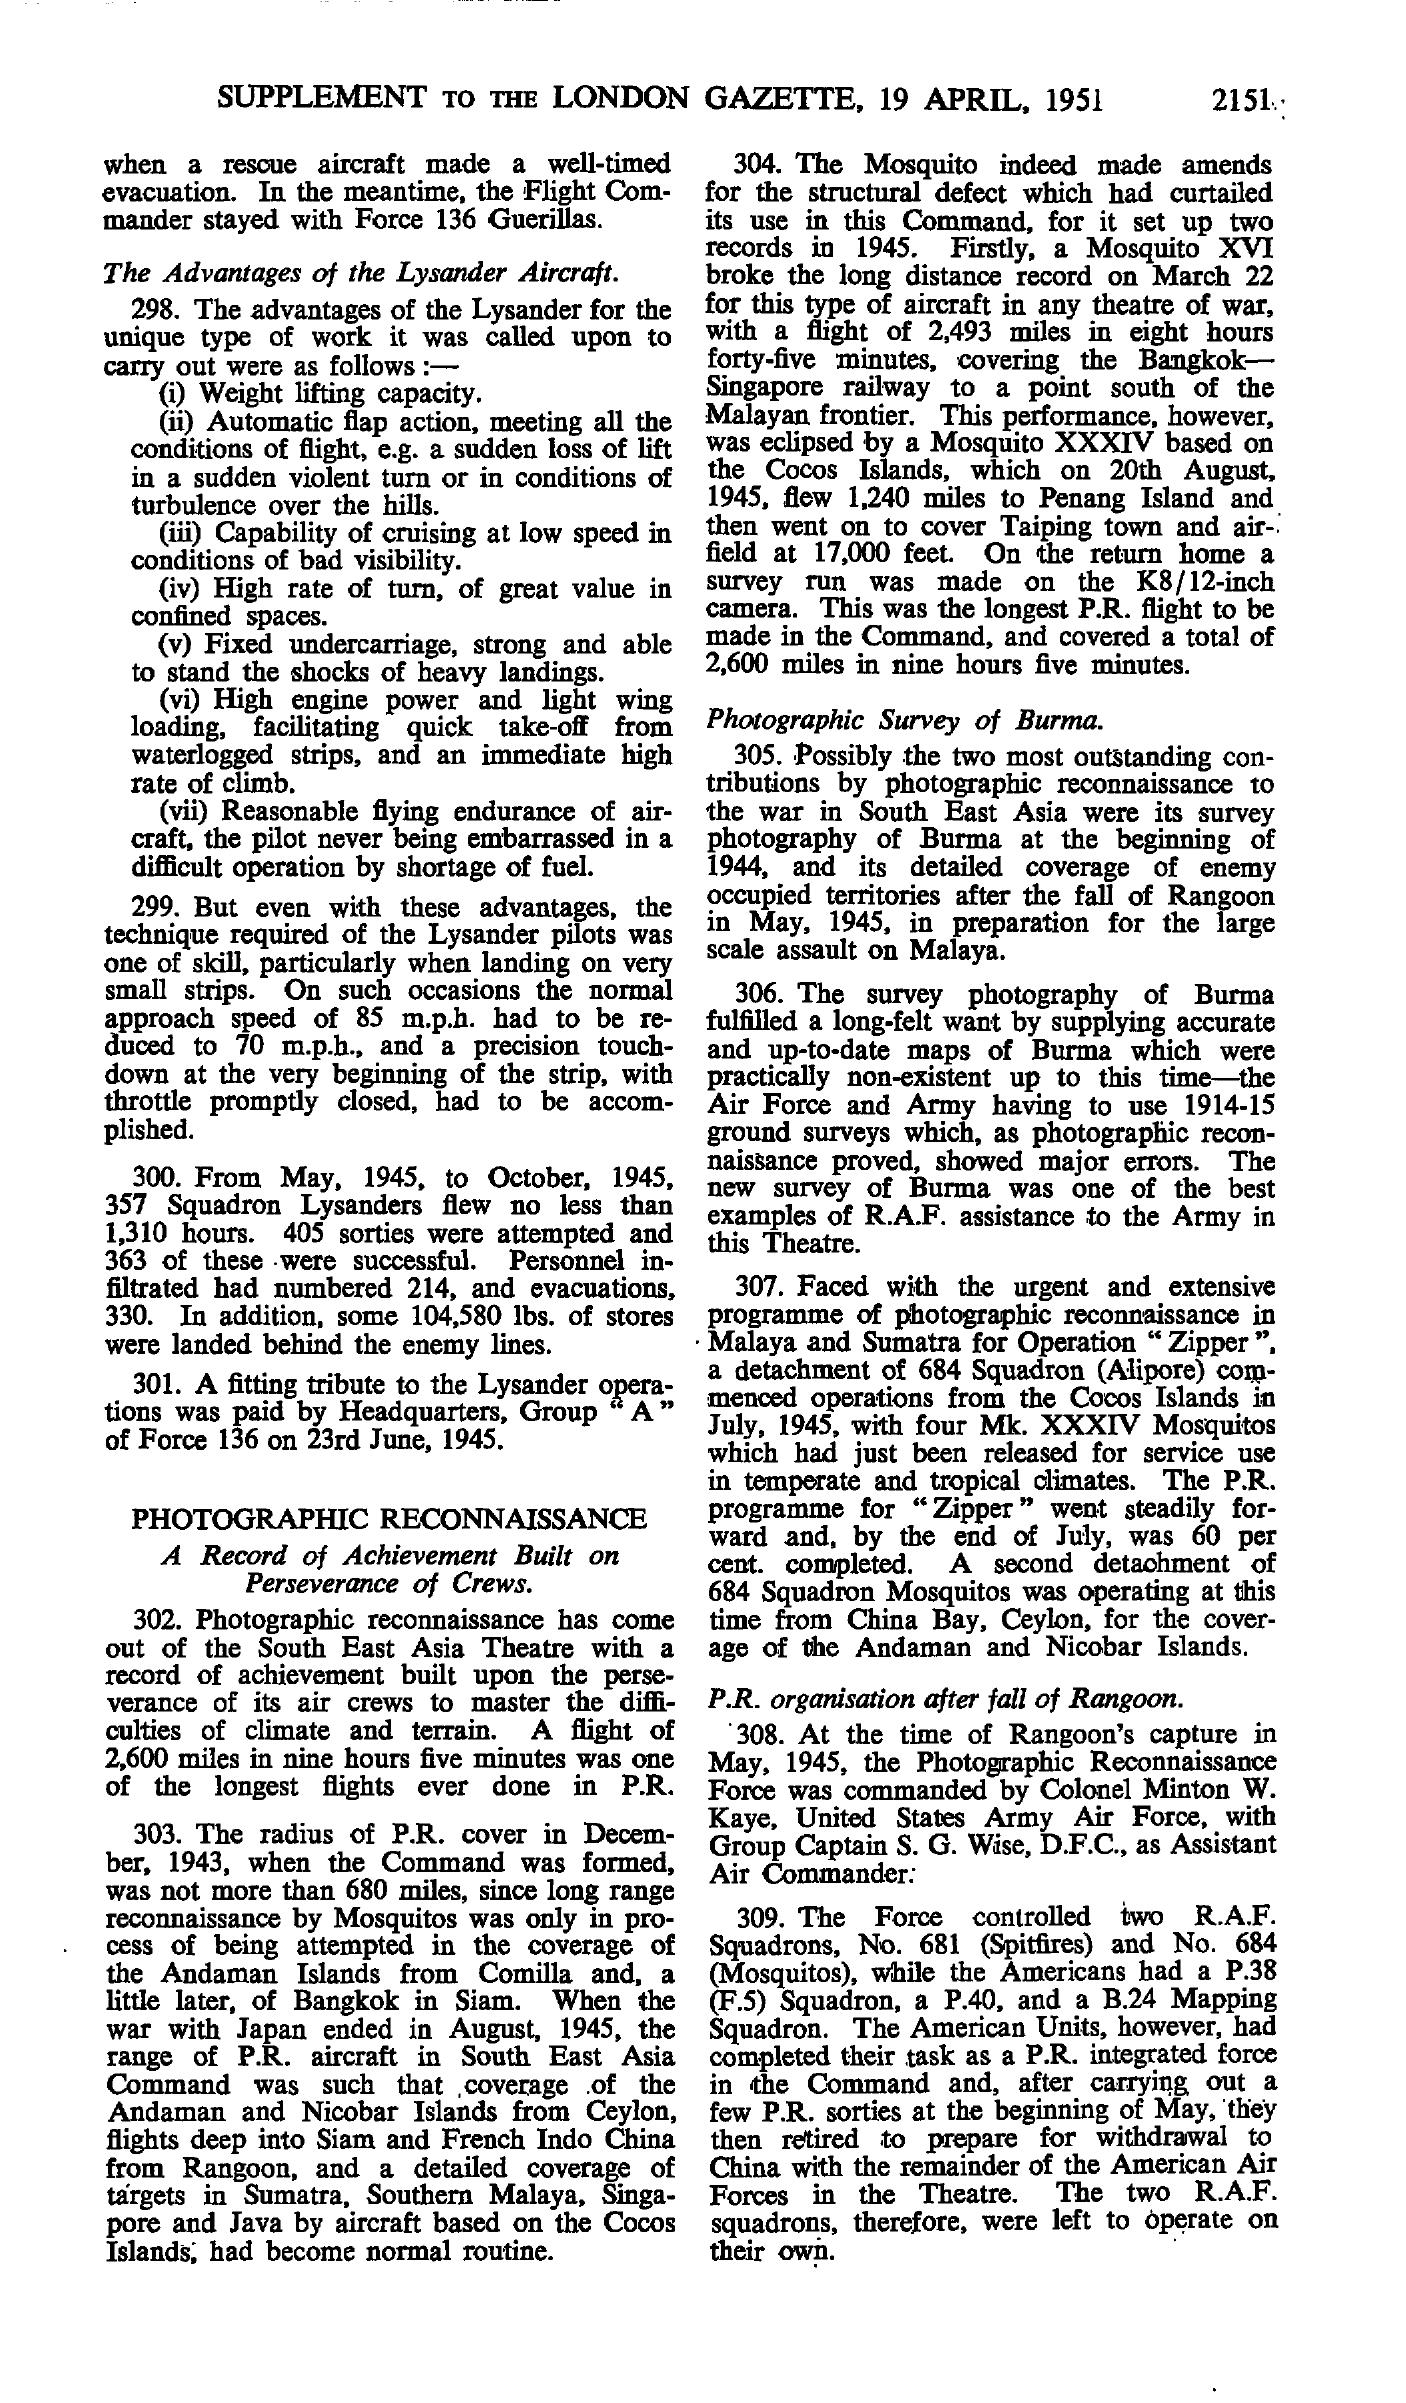 SUPPLEMENT TO THE LONDON GAZETTE, 19 APRIL, 1951 2151
when a rescue aircraft made a well-timed
evacuation. In the meantime, the Flight Com-
mander stayed with Force 136 Guerillas.
The Advantages of the Lysander Aircraft.
298. The advantages of the Lysander for the
unique type of work it was called upon to
carry out were as follows :—
(i) Weight lifting capacity.
(ii) Automatic flap action, meeting all the
conditions of flight, e.g. a sudden loss of lift
in a sudden violent turn or in conditions of
turbulence over the hills.
(iii) Capability of cruising at low speed in
conditions of bad visibility.
(iv) High rate of turn, of great value in
confined spaces.
(v) Fixed undercarriage, strong and able
to stand the shocks of heavy landings.
(vi) High engine power and light wing
loading, facilitating quick take-off from
waterlogged strips, and an immediate high
rate of climb.
(vii) Reasonable flying endurance of air-
craft, the pilot never being embarrassed in a
difficult operation by shortage of fuel.
299. But even with these advantages, the
technique required of the Lysander pilots was
one of skill, particularly when landing on very
small strips. On such occasions the normal
approach speed of 85 m.p.h. had to be re-
duced to 70 m.p.h., and a precision touch-
down at the very beginning of the strip, with
throttle promptly closed, had to be accom-
plished.
300. From May, 1945, to October, 1945,
357 Squadron Lysanders flew no less than
1,310 hours. 405 sorties were attempted and
363 of these were successful. Personnel in-
filtrated had numbered 214, and evacuations,
330. In addition, some 104,580 lbs. of stores
were landed behind the enemy lines.
301. A fitting tribute to the Lysander opera-
tions was paid by Headquarters, Group “ A ”
of Force 136 on 23rd June, 1945.
PHOTOGRAPHIC RECONNAISSANCE
A Record of Achievement Built on
Perseverance of Crews.
302. Photographic reconnaissance has come
out of the South East Asia Theatre with a
record of achievement built upon the perse-
verance of its air crews to master the diffi-
culties of climate and terrain. A flight of
2,600 miles in nine hours five minutes was one
of the longest flights ever done in P.R.
303. The radius of P.R. cover in Decem-
ber, 1943, when the Command was formed,
was not more than 680 miles, since long range
reconnaissance by Mosquitos was only in pro-
cess of being attempted in the coverage of
the Andaman Islands from Comilla and, a
little later, of Bangkok in Siam. When the
war with Japan ended in August, 1945, the
range of P.R. aircraft in South East Asia
Command was such that coverage of the
Andaman and Nicobar Islands from Ceylon,
flights deep into Siam and French Indo China
from Rangoon, and a detailed coverage of
targets in Sumatra, Southern Malaya, Singa-
pore and Java by aircraft based on the Cocos
Islands, had become normal routine.
304. The Mosquito indeed made amends
for the structural defect which had curtailed
its use in this Command, for it set up two
records in 1945. Firstly, a Mosquito XVI
broke the long distance record on March 22
for this type of aircraft in any theatre of war,
with a flight of 2,493 miles in eight hours
forty-five minutes, covering the Bangkok—
Singapore railway to a point south of the
Malayan frontier. This performance, however,
was eclipsed by a Mosquito XXXIV based on
the Cocos Islands, which on 20th August,
1945, flew 1,240 miles to Penang Island and
then went on to cover Taiping town and air-
field at 17,000 feet. On the return home a
survey run was made on the K8/12-inch
camera. This was the longest P.R. flight to be
made in the Command, and covered a total of
2,600 miles in nine hours five minutes.
Photographic Survey of Burma.
305. Possibly the two most outstanding con-
tributions by photographic reconnaissance to
the war in South East Asia were its survey
photography of Burma at the beginning of
1944, and its detailed coverage of enemy
occupied territories after the fall of Rangoon
in May, 1945, in preparation for the large
scale assault on Malaya.
306. The survey photography of Burma
fulfilled a long-felt want by supplying accurate
and up-to-date maps of Burma which were
practically non-existent up to this time—the
Air Force and Army having to use 1914-15
ground surveys which, as photographic recon-
naissance proved, showed major errors. The
new survey of Burma was one of the best
examples of R.A.F. assistance to the Army in
this Theatre.
307. Faced with the urgent and extensive
programme of photographic reconnaissance in
Malaya and Sumatra for Operation “ Zipper ”,
a detachment of 684 Squadron (Alipore) com-
menced operations from the Cocos Islands in
July, 1945, with four Mk. XXXIV Mosquitos
which had just been released for service use
in temperate and tropical climates. The P.R.
programme for “ Zipper ” went steadily for-
ward and, by the end of July, was 60 per
cent. completed. A second detachment of
684 Squadron Mosquitos was operating at this
time from China Bay, Ceylon, for the cover-
age of the Andaman and Nicobar Islands.
P.R. organisation after fall of Rangoon.
308. At the time of Rangoon's capture in
May, 1945, the Photographic Reconnaissance
Force was commanded by Colonel Minton W.
Kaye, United States Army Air Force, with
Group Captain S. G. Wise, D.F.C., as Assistant
Air Commander.
309. The Force controlled two R.A.F.
Squadrons, No. 681 (Spitfires) and No. 684
(Mosquitos), while the Americans had a P.38
(F.5) Squadron, a P.40, and a B.24 Mapping
Squadron. The American Units, however, had
completed their task as a P.R. integrated force
in the Command and, after carrying out a
few P.R. sorties at the beginning of May, they
then retired to prepare for withdrawal to
China with the remainder of the American Air
Forces in the Theatre. The two R.A.F.
squadrons, therefore, were left to operate on
their own.